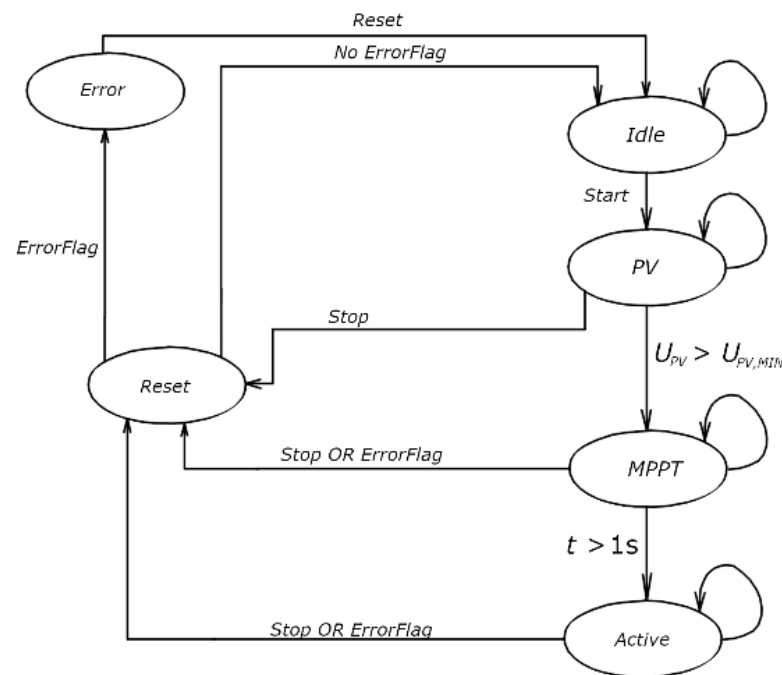 Reset
No ErrorFlag
Error
Idle
Start
ErrorFlag
PV
Stop
U_PV > U_PV,MIN
Reset
Stop OR ErrorFlag
MPPT
t > 1s
Stop OR ErrorFlag
Active